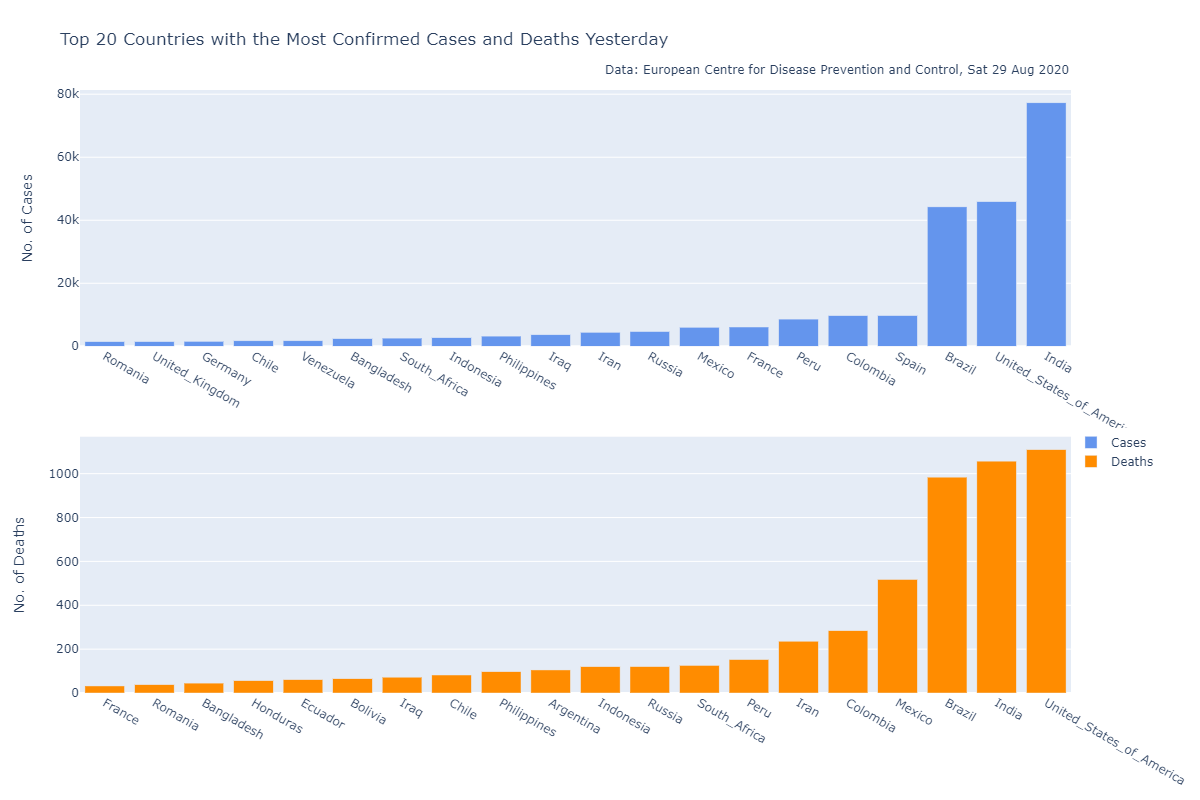 Top 20 Countries with the Most Confirmed Cases and Deaths Yesterday
Data: European Centre for Disease Prevention and Control, Sat 29 Aug 2020
No. of Cases
80k
60k
40k
20k
0
Romania
United_Kingdom
Germany
Chile
Venezuela
Bangladesh
South_Africa
Indonesia
Philippines
Iraq
Iran
Russia
Mexico
France
Peru
Colombia
Spain
Brazil
United_States_of_Ameri
India
Cases
Deaths
No. of Deaths
1000
800
600
400
200
0
France
Romania
Bangladesh
Honduras
Ecuador
Bolivia
Iraq
Chile
Philippines
Argentina
Indonesia
Russia
South_Africa
Peru
Iran
Colombia
Mexico
Brazil
India
United_States_of_America